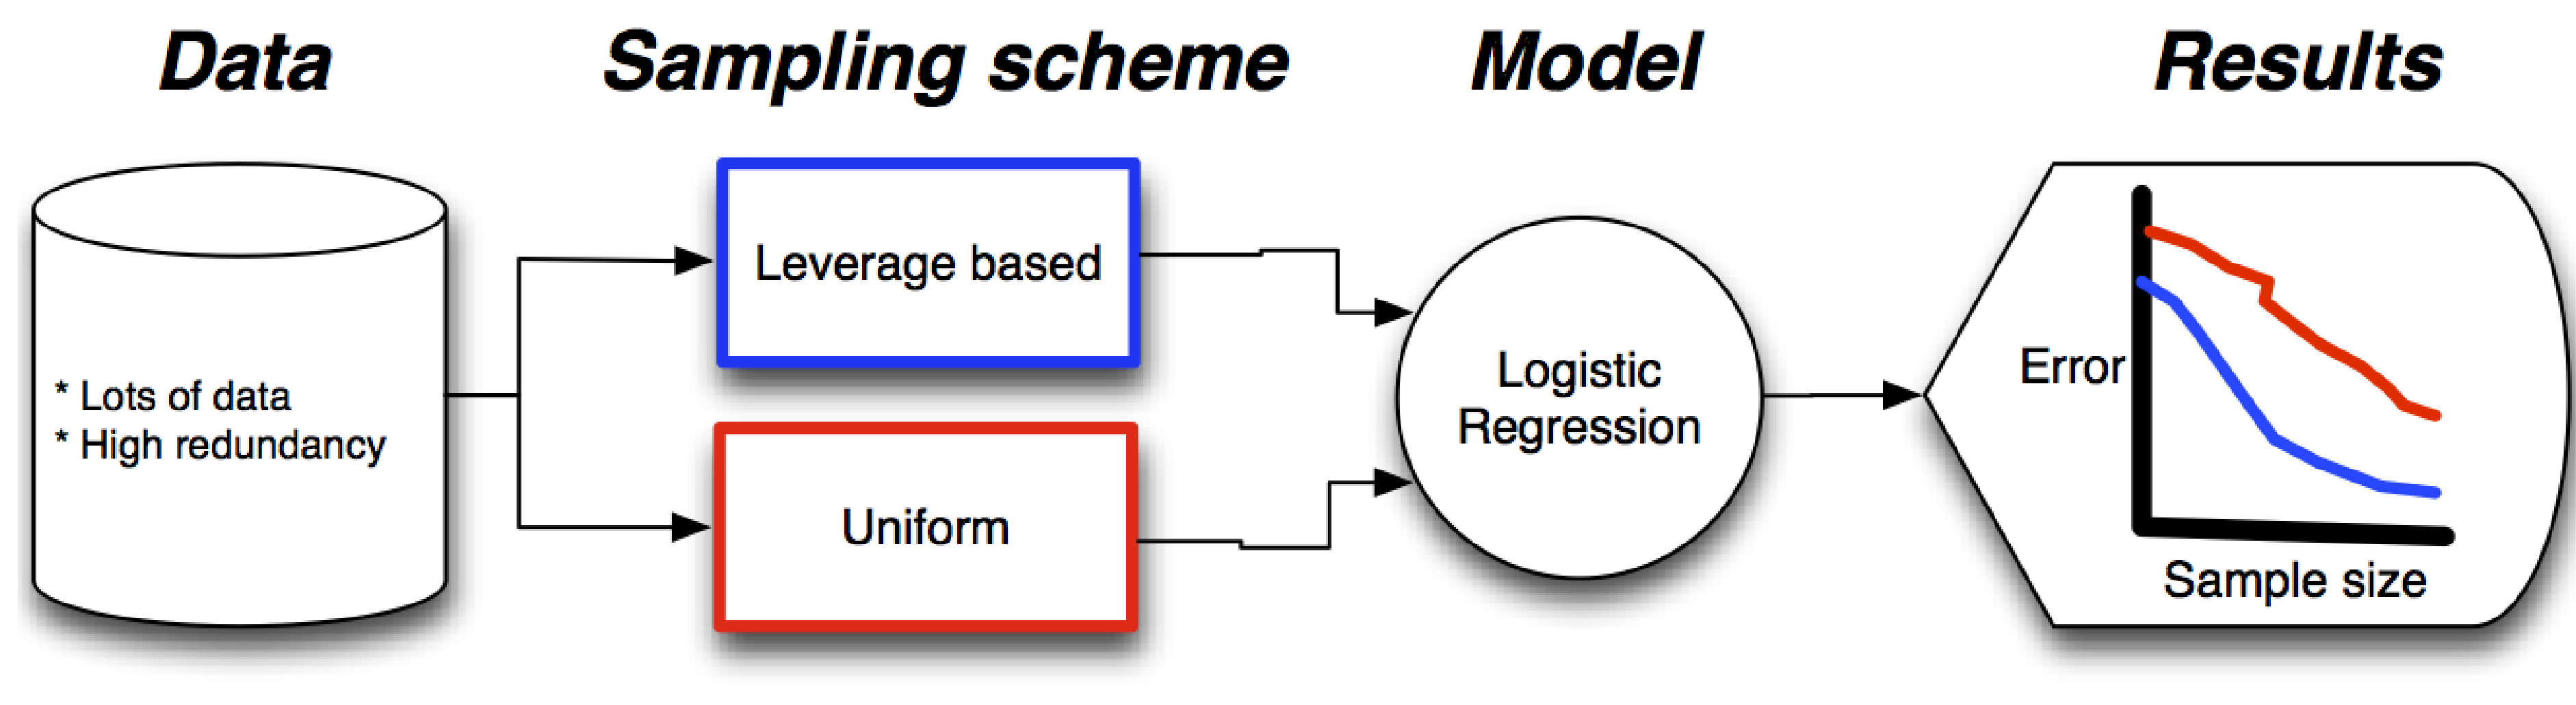 Data
Sampling scheme
Model
Results
* Lots of data
* High redundancy
Leverage based
Uniform
Logistic
Regression
Error
Sample size